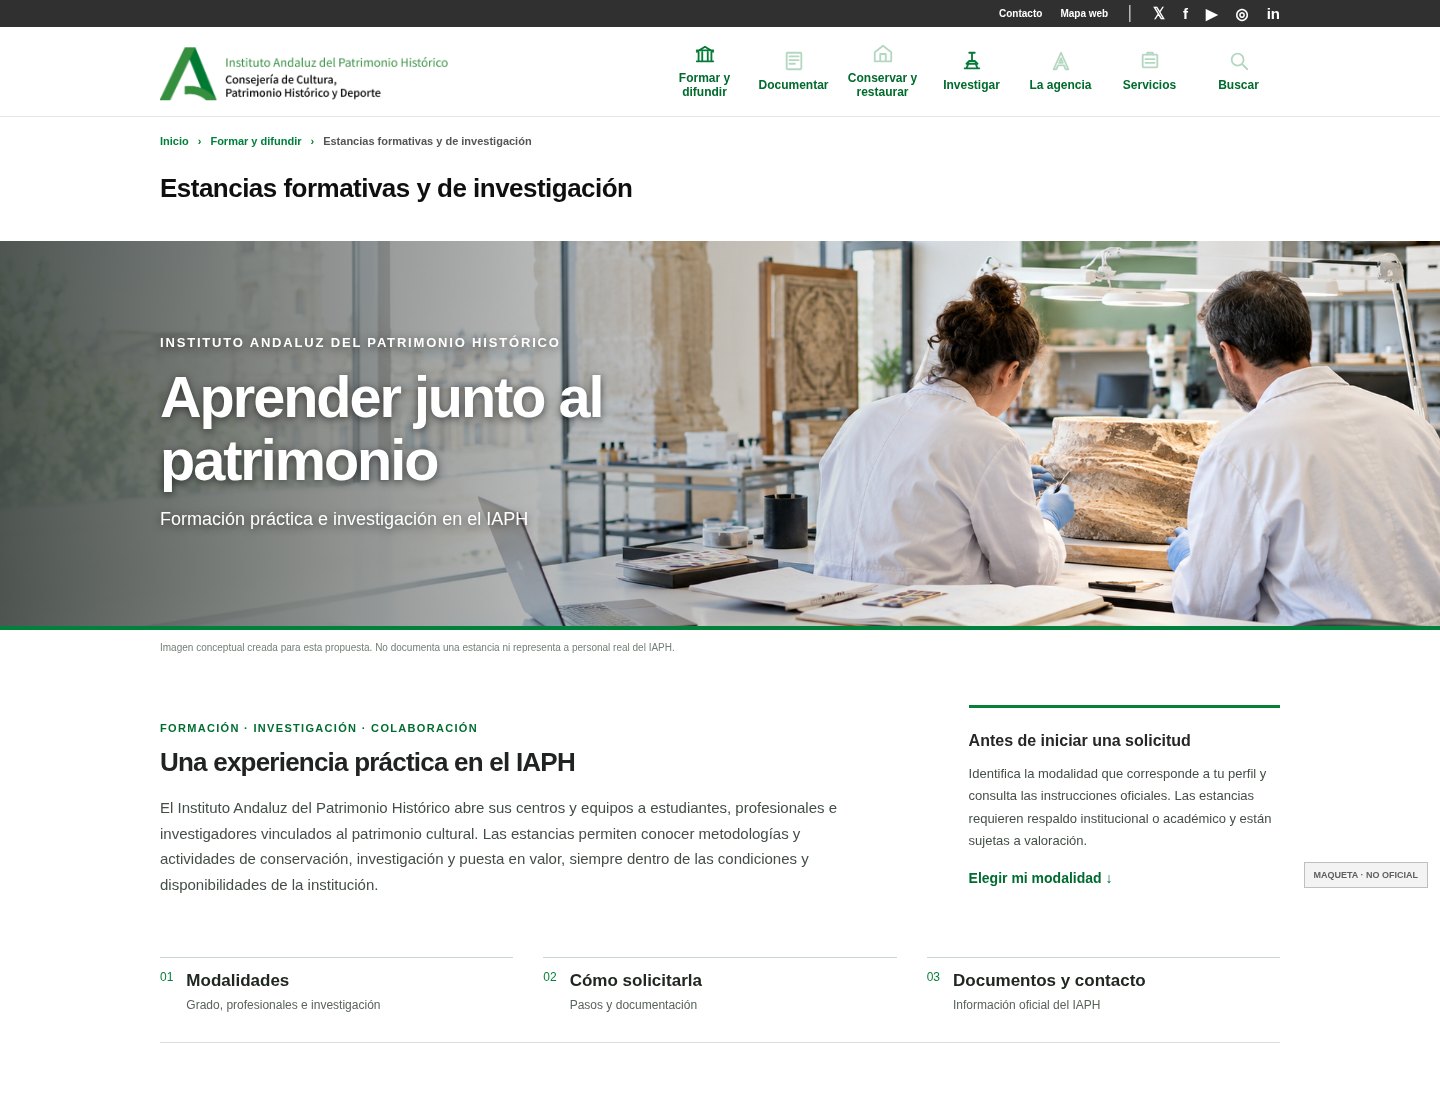 Contacto Mapa web
Instituto Andaluz del Patrimonio Histórico
Consejería de Cultura,
Patrimonio Histórico y Deporte
Formar y
difundir
Documentar
Conservar y
restaurar
Investigar
La agencia
Servicios
Buscar
Inicio › Formar y difundir › Estancias formativas y de investigación
Estancias formativas y de investigación
INSTITUTO ANDALUZ DEL PATRIMONIO HISTÓRICO
Aprender junto al
patrimonio
Formación práctica e investigación en el IAPH
Imagen conceptual creada para esta propuesta. No documenta una estancia ni representa a personal real del IAPH.
FORMACIÓN · INVESTIGACIÓN · COLABORACIÓN
Una experiencia práctica en el IAPH
El Instituto Andaluz del Patrimonio Histórico abre sus centros y equipos a estudiantes, profesionales e
investigadores vinculados al patrimonio cultural. Las estancias permiten conocer metodologías y
actividades de conservación, investigación y puesta en valor, siempre dentro de las condiciones y
disponibilidades de la institución.
Antes de iniciar una solicitud
Identifica la modalidad que corresponde a tu perfil y
consulta las instrucciones oficiales. Las estancias
requieren respaldo institucional o académico y están
sujetas a valoración.
Elegir mi modalidad ↓
MAQUETA · NO OFICIAL
01 Modalidades
Grado, profesionales e investigación
02 Cómo solicitarla
Pasos y documentación
03 Documentos y contacto
Información oficial del IAPH